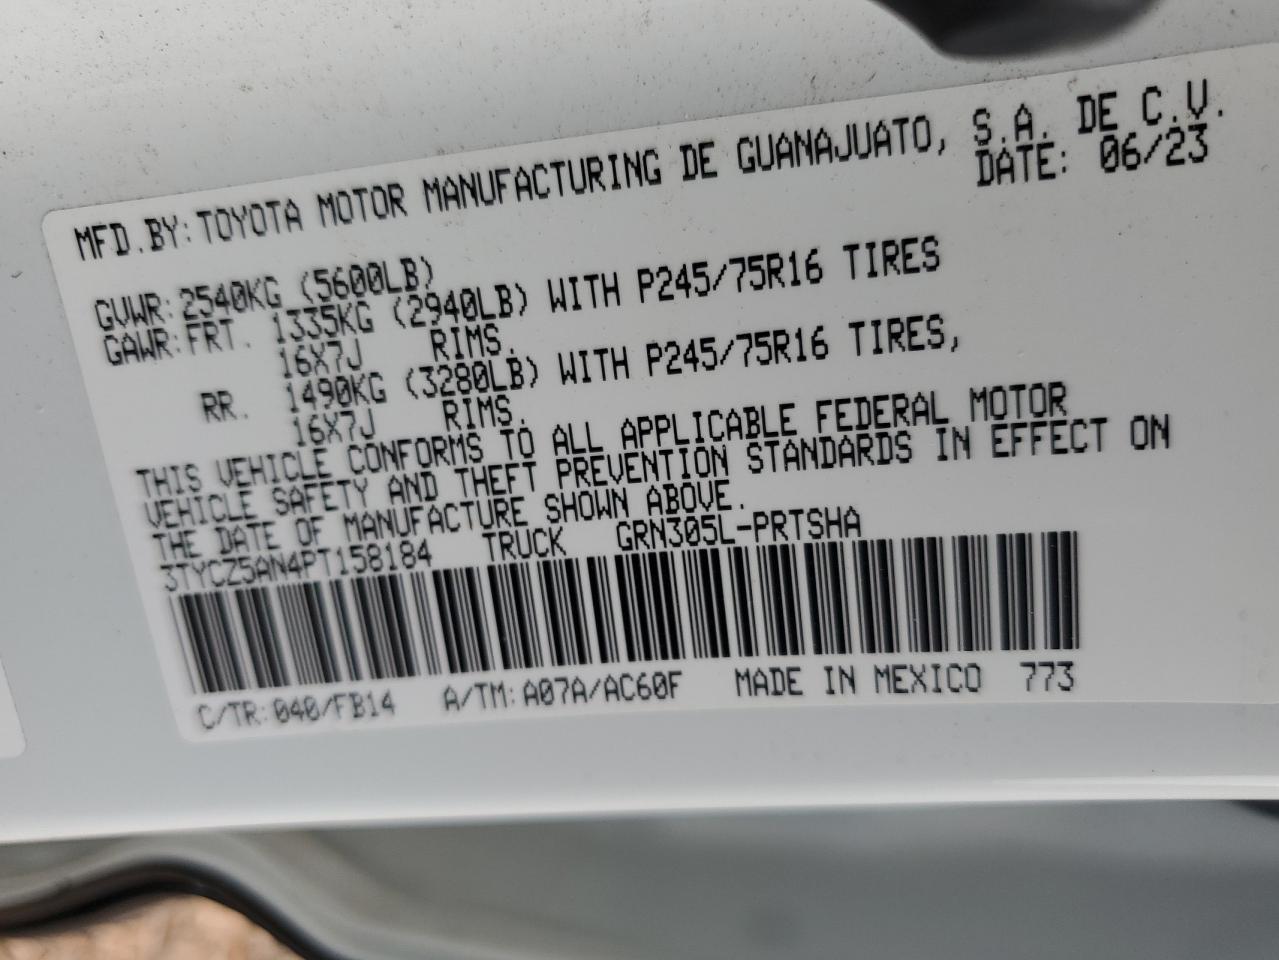 MFD.BY:TOYOTA MOTOR MANUFACTURING DE GUANAJUATO, S.A. DE C.V.
DATE: 06/23
GVWR:2540KG (5600LB)
GAWR:FRT. 1335KG (2940LB) WITH P245/75R16 TIRES
16X7J RIMS.
RR. 1490KG (3280LB) WITH P245/75R16 TIRES,
16X7J RIMS.
THIS VEHICLE CONFORMS TO ALL APPLICABLE FEDERAL MOTOR
VEHICLE SAFETY AND THEFT PREVENTION STANDARDS IN EFFECT ON
THE DATE OF MANUFACTURE SHOWN ABOVE.
3TYCZ5AN4PT158184 TRUCK GRN305L-PRTSHA
C/TR:040/FB14 A/TM:A07A/AC60F MADE IN MEXICO 773